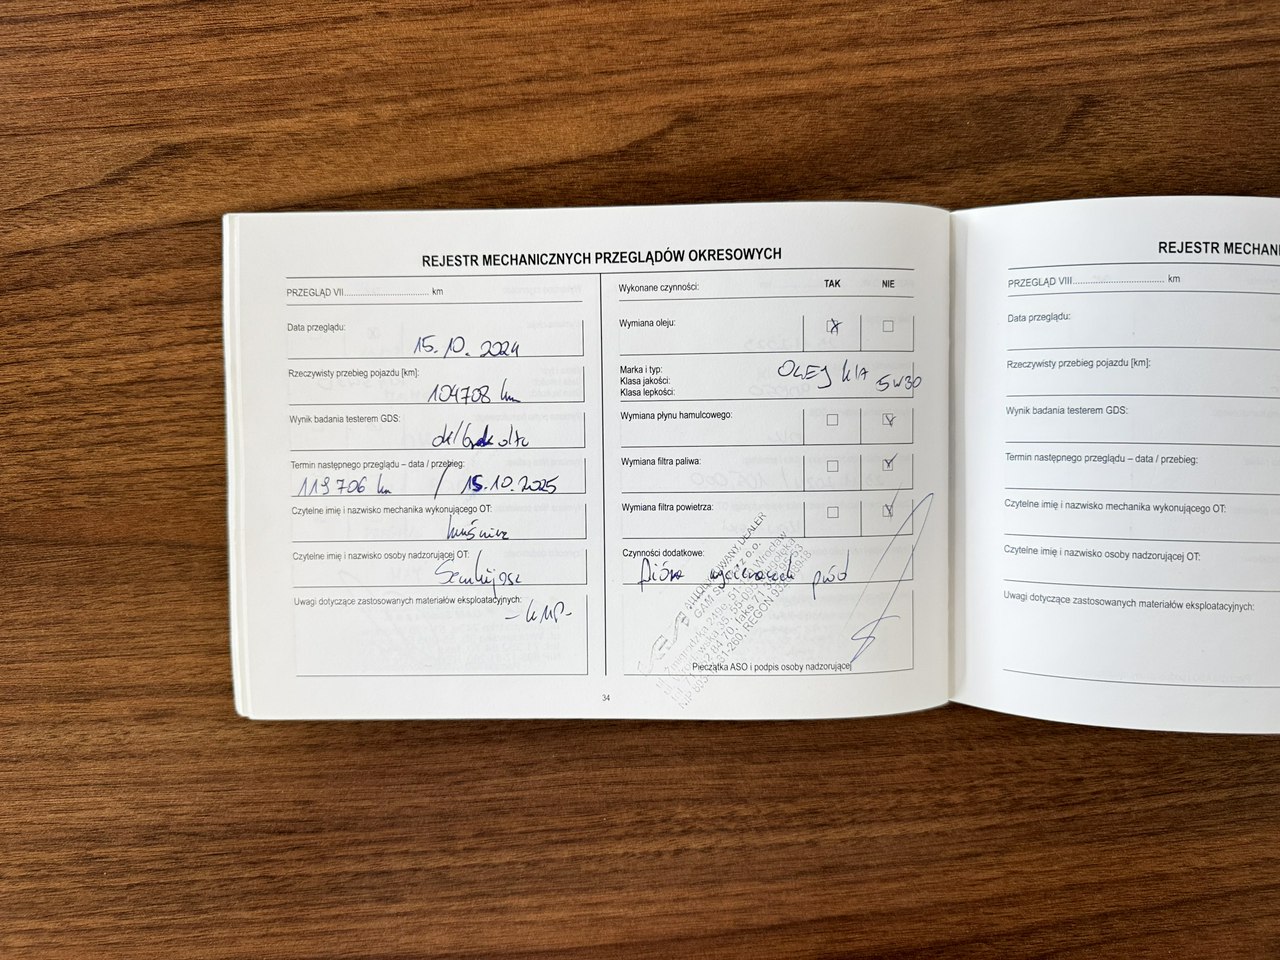 REJESTR MECHANICZNYCH PRZEGLĄDÓW OKRESOWYCH
PRZEGLĄD VII................................. km
Data przeglądu:
15.10.2024
Rzeczywisty przebieg pojazdu [km]:
104708 km
Wynik badania testerem GDS:
ok/
Termin następnego przeglądu – data / przebieg:
119706 km / 15.10.2025
Czytelne imię i nazwisko mechanika wykonującego OT:
Czytelne imię i nazwisko osoby nadzorującej OT:
Uwagi dotyczące zastosowanych materiałów eksploatacyjnych:
Wykonane czynności: TAK NIE
Wymiana oleju:
Marka i typ: OLEJ KIA 5W30
Klasa jakości:
Klasa lepkości:
Wymiana płynu hamulcowego:
Wymiana filtra paliwa:
Wymiana filtra powietrza:
Czynności dodatkowe:
Pióra wycieraczek przód
AUTORYZOWANY DEALER
Pieczątka ASO i podpis osoby nadzorującej
34
REJESTR MECHANI
PRZEGLĄD VIII................................. km
Data przeglądu:
Rzeczywisty przebieg pojazdu [km]:
Wynik badania testerem GDS:
Termin następnego przeglądu – data / przebieg:
Czytelne imię i nazwisko mechanika wykonującego OT:
Czytelne imię i nazwisko osoby nadzorującej OT:
Uwagi dotyczące zastosowanych materiałów eksploatacyjnych: